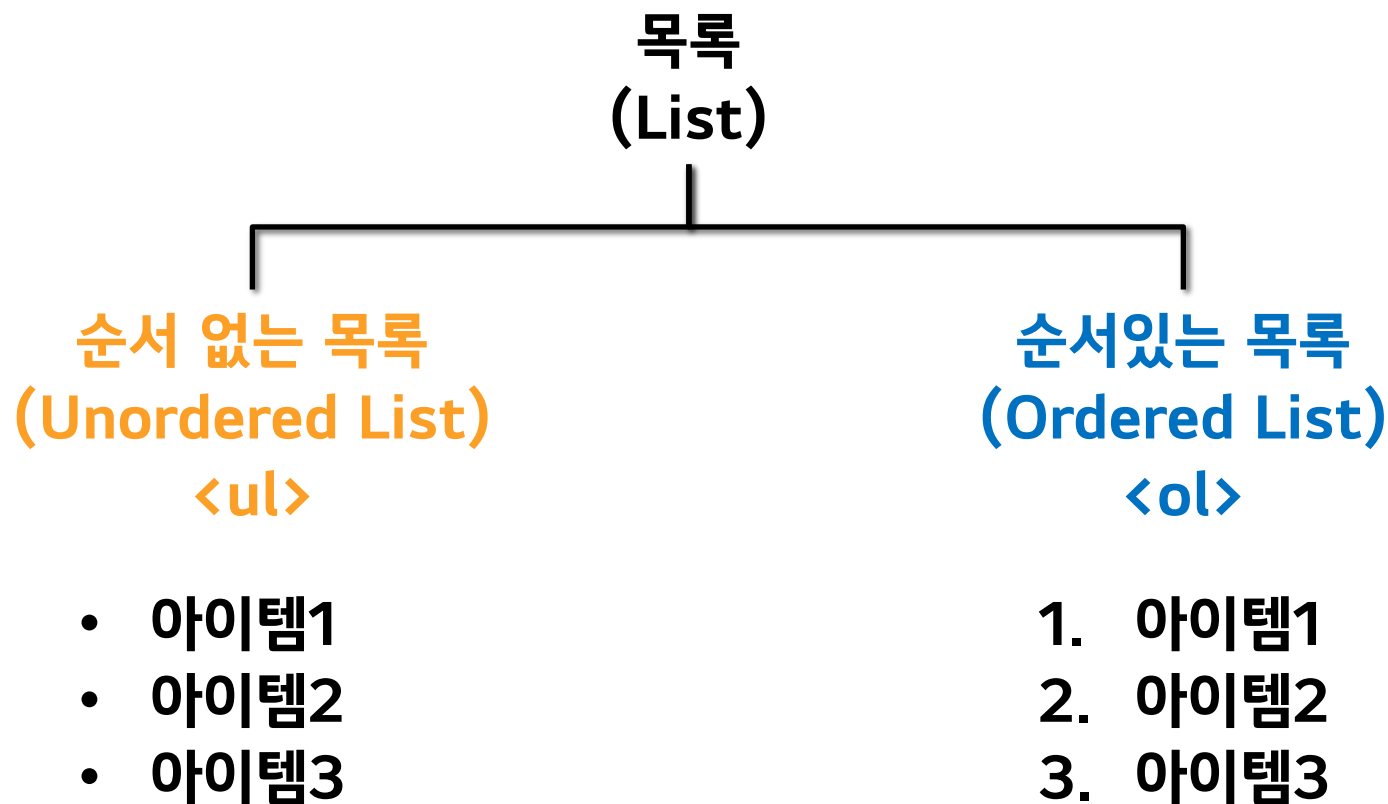 목록
(List)
순서 없는 목록
(Unordered List)
<ul>
• 아이템1
• 아이템2
• 아이템3
순서있는 목록
(Ordered List)
<ol>
1. 아이템1
2. 아이템2
3. 아이템3